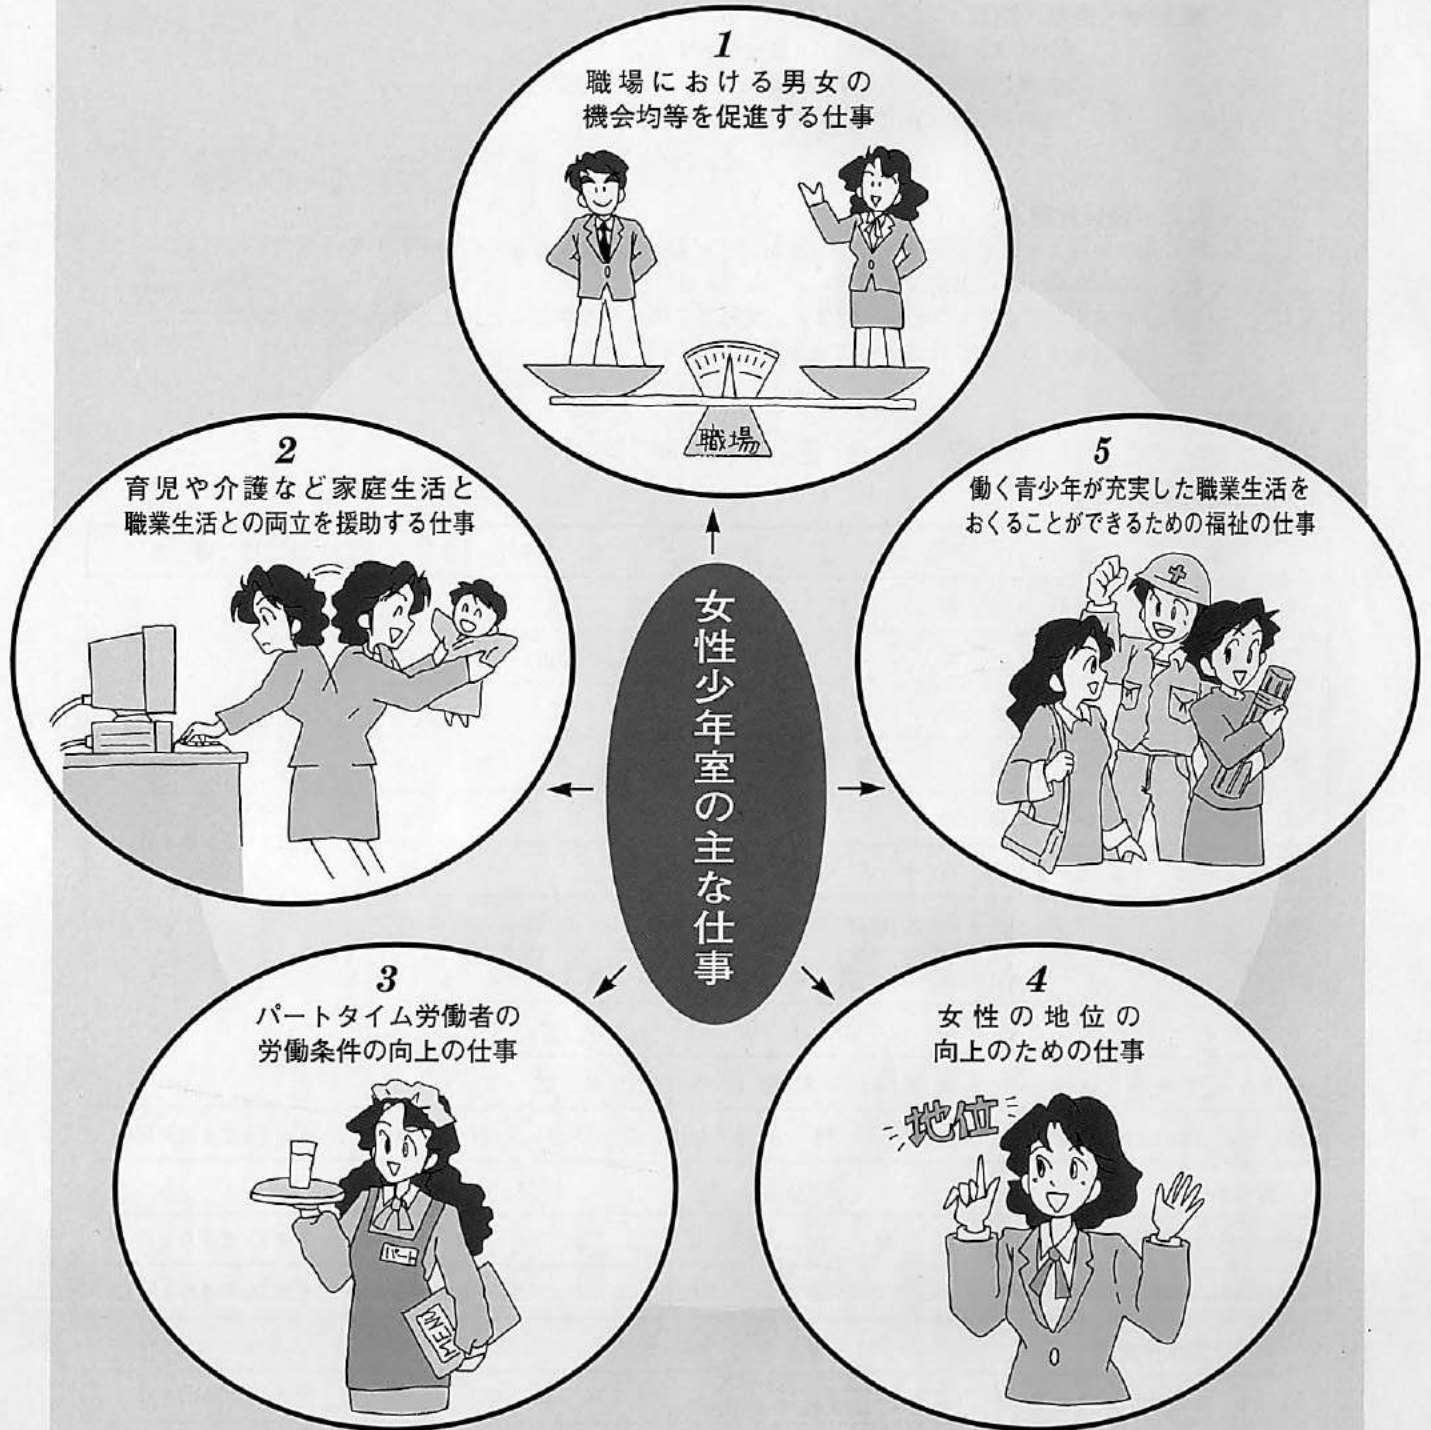 1
職場における男女の
機会均等を促進する仕事
職場
2
育児や介護など家庭生活と
職業生活との両立を援助する仕事
5
働く青少年が充実した職業生活を
おくることができるための福祉の仕事
女性少年室の主な仕事
3
パートタイム労働者の
労働条件の向上の仕事
パート
MENU
4
女性の地位の
向上のための仕事
地位